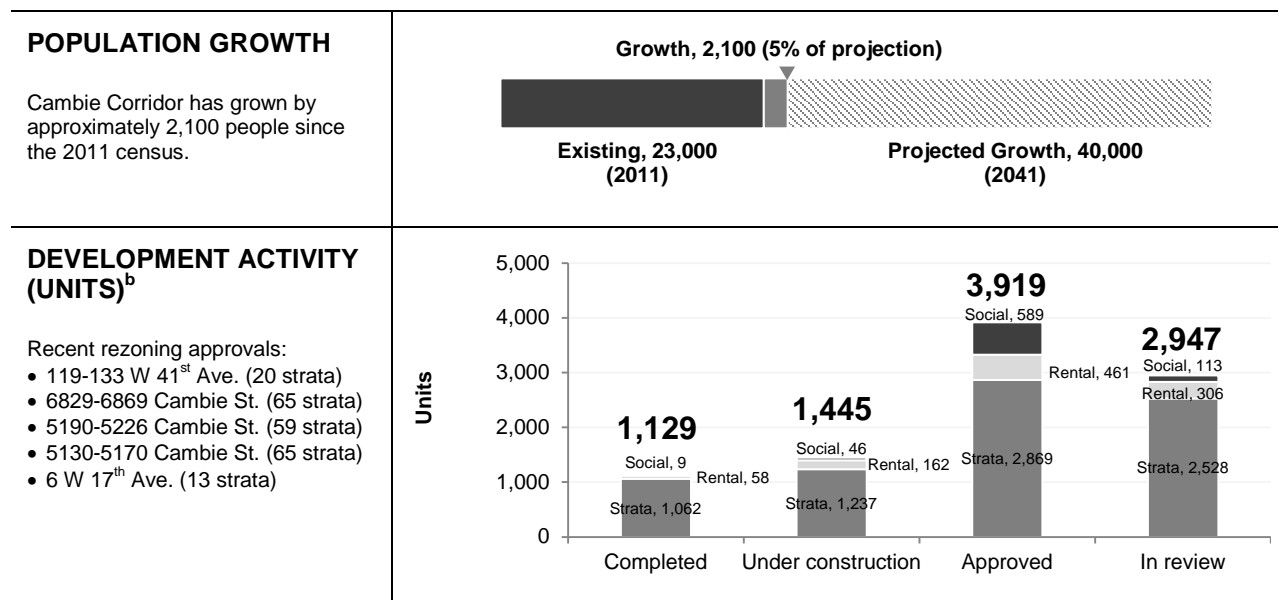 POPULATION GROWTH
Cambie Corridor has grown by
approximately 2,100 people since
the 2011 census.
Growth, 2,100 (5% of projection)
Existing, 23,000
(2011)
Projected Growth, 40,000
(2041)
DEVELOPMENT ACTIVITY
(UNITS)b
Recent rezoning approvals:
• 119-133 W 41st Ave. (20 strata)
• 6829-6869 Cambie St. (65 strata)
• 5190-5226 Cambie St. (59 strata)
• 5130-5170 Cambie St. (65 strata)
• 6 W 17th Ave. (13 strata)
Units
5,000
4,000
3,000
2,000
1,000
0
1,129
Social, 9
Rental, 58
Strata, 1,062
Completed
1,445
Social, 46
Rental, 162
Strata, 1,237
Under construction
3,919
Social, 589
Rental, 461
Strata, 2,869
Approved
2,947
Social, 113
Rental, 306
Strata, 2,528
In review